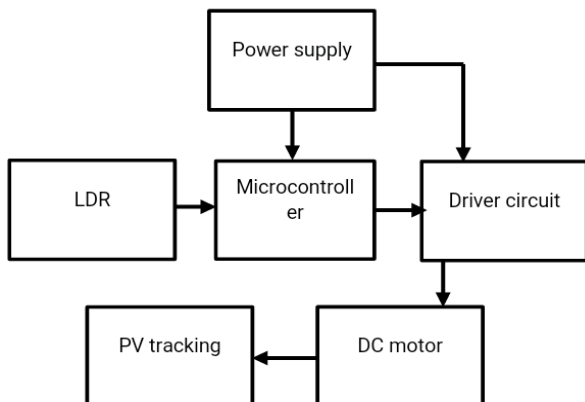 Power supply
LDR
Microcontroll
er
Driver circuit
PV tracking
DC motor